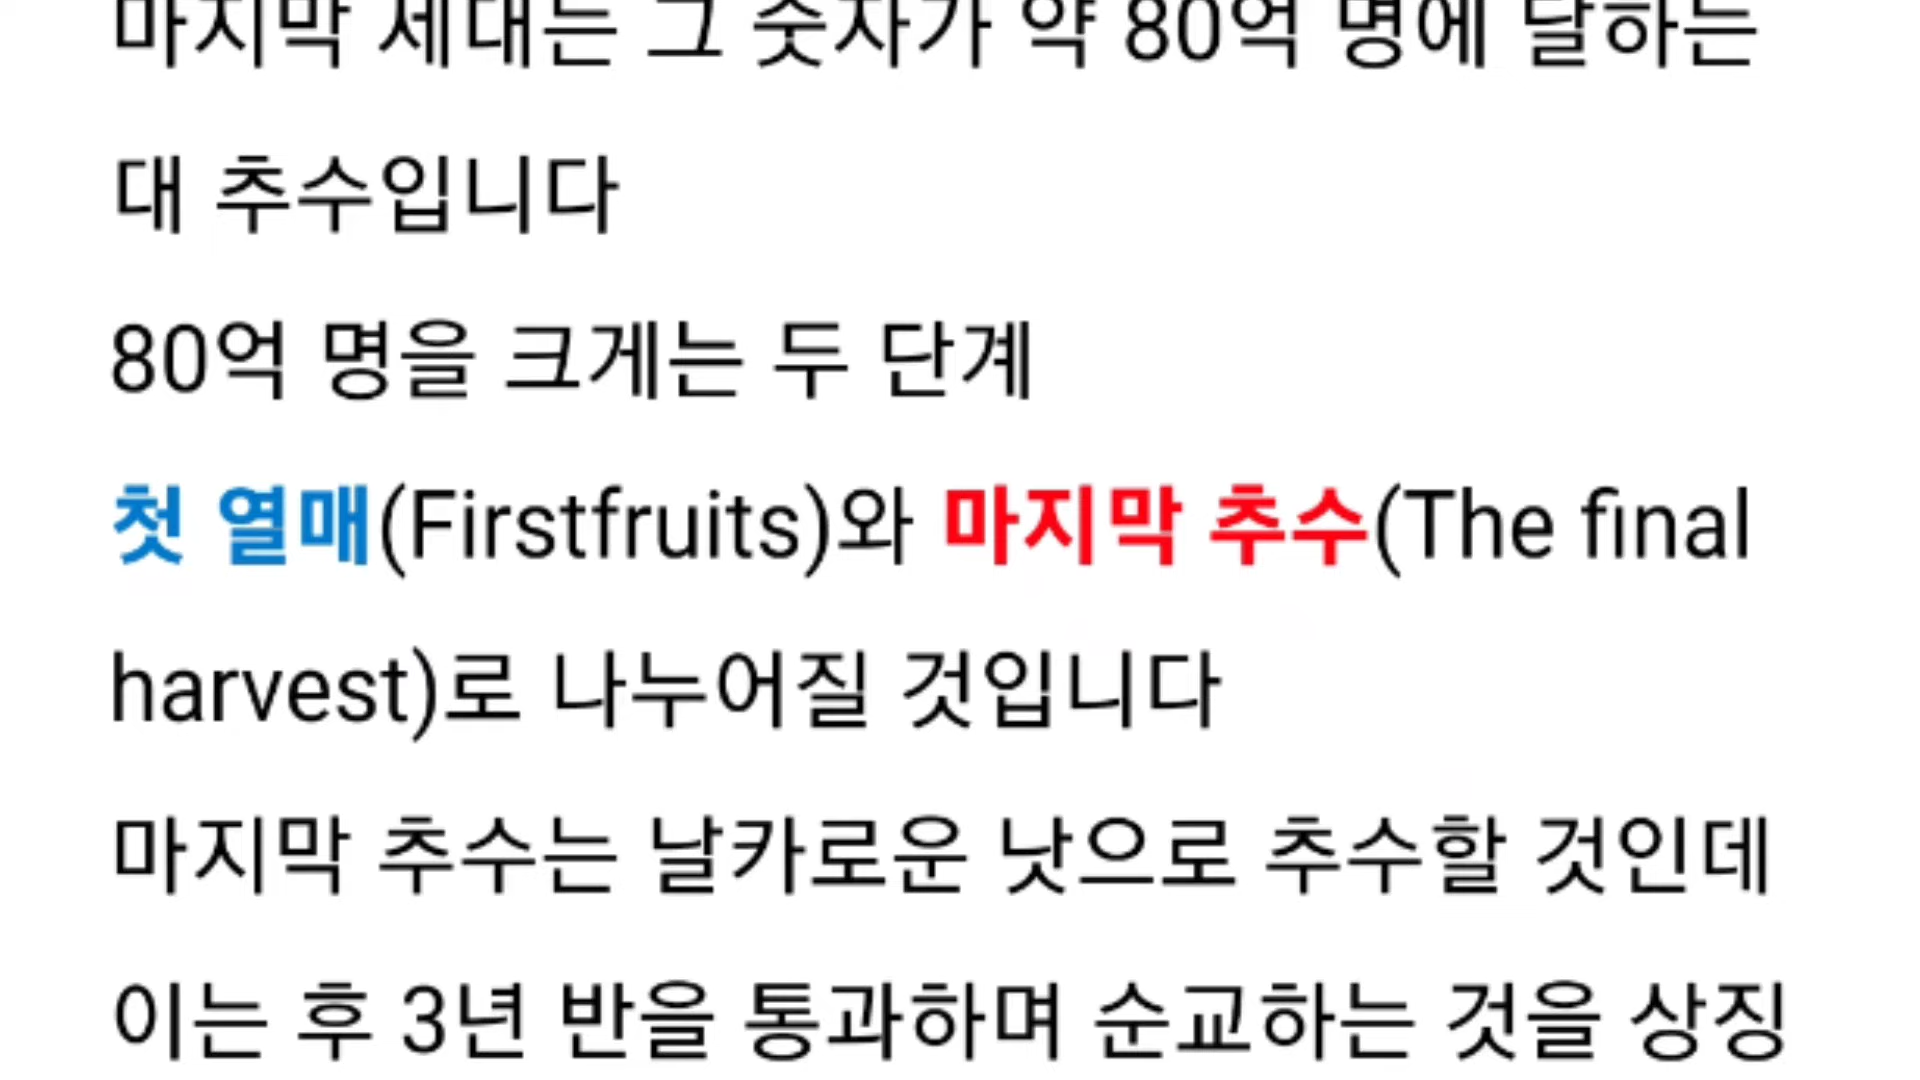 마지막 세대는 그 숫자가 약 80억 명에 달하는
대 추수입니다
80억 명을 크게는 두 단계
첫 열매(Firstfruits)와 마지막 추수(The final
harvest)로 나누어질 것입니다
마지막 추수는 날카로운 낫으로 추수할 것인데
이는 후 3년 반을 통과하며 순교하는 것을 상징